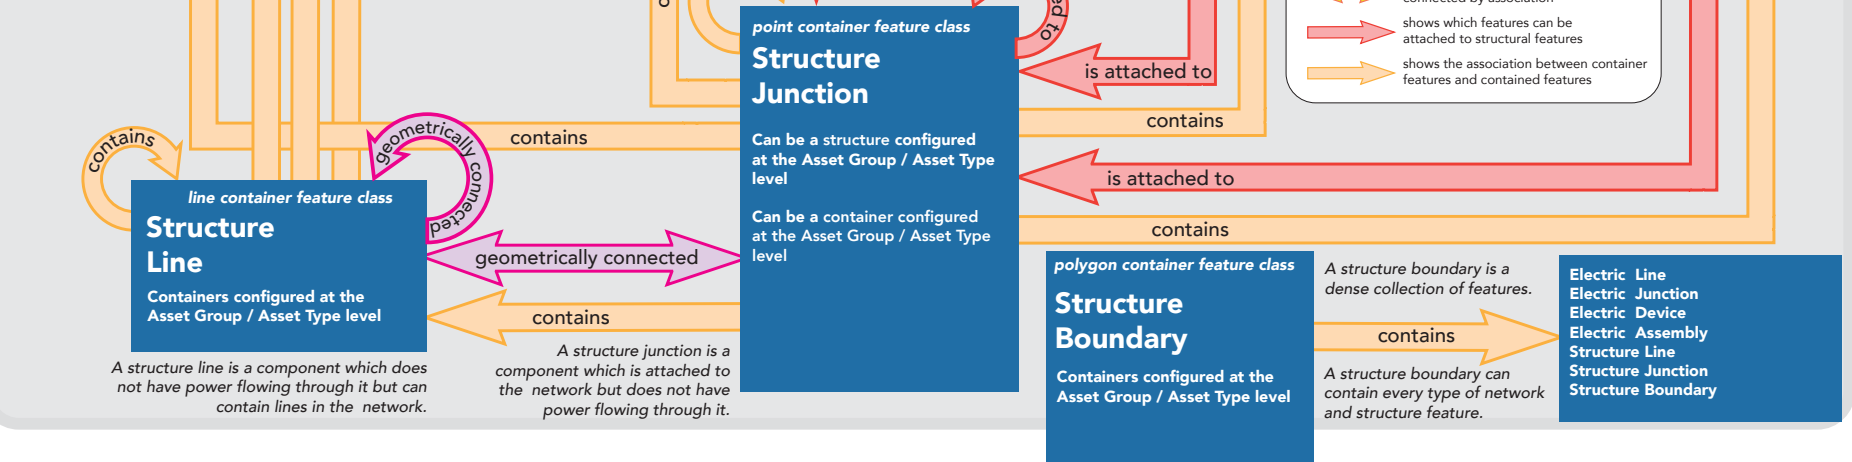 connected by association
shows which features can be
attached to structural features
shows the association between container
features and contained features
point container feature class
Structure
Junction
Can be a structure configured
at the Asset Group / Asset Type
level
Can be a container configured
at the Asset Group / Asset Type
level
ed to
is attached to
contains
is attached to
contains
contains
contains
geometrically connected
line container feature class
Structure
Line
Containers configured at the
Asset Group / Asset Type level
geometrically connected
contains
A structure line is a component which does
not have power flowing through it but can
contain lines in the network.
A structure junction is a
component which is attached to
the network but does not have
power flowing through it.
polygon container feature class
Structure
Boundary
Containers configured at the
Asset Group / Asset Type level
A structure boundary is a
dense collection of features.
contains
A structure boundary can
contain every type of network
and structure feature.
Electric Line
Electric Junction
Electric Device
Electric Assembly
Structure Line
Structure Junction
Structure Boundary